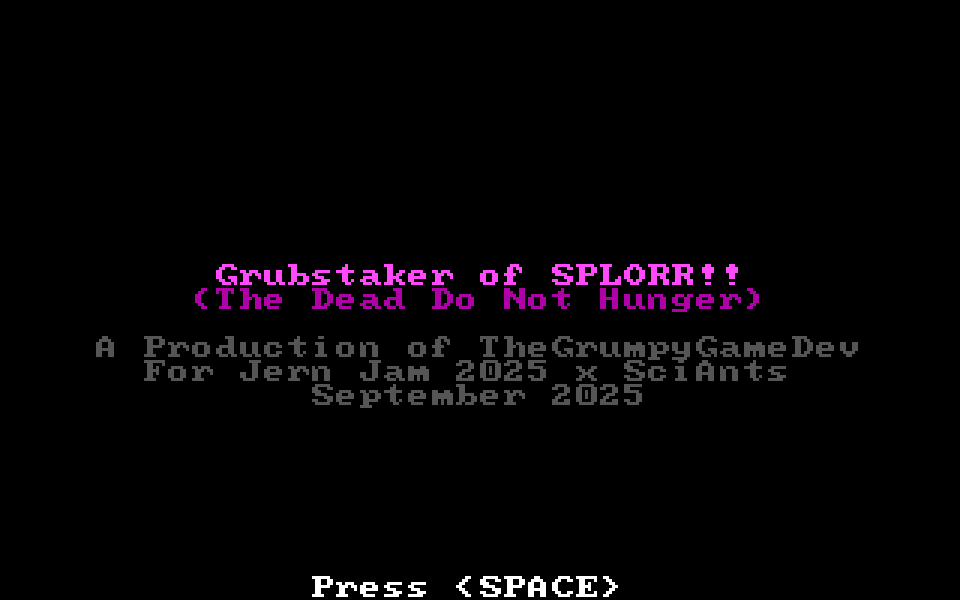 Grubstaker of SPLORR!!
(The Dead Do Not Hunger)
A Production of TheGrumpyGameDev
For Jern Jam 2025 x SciAnts
September 2025
Press (SPACE)